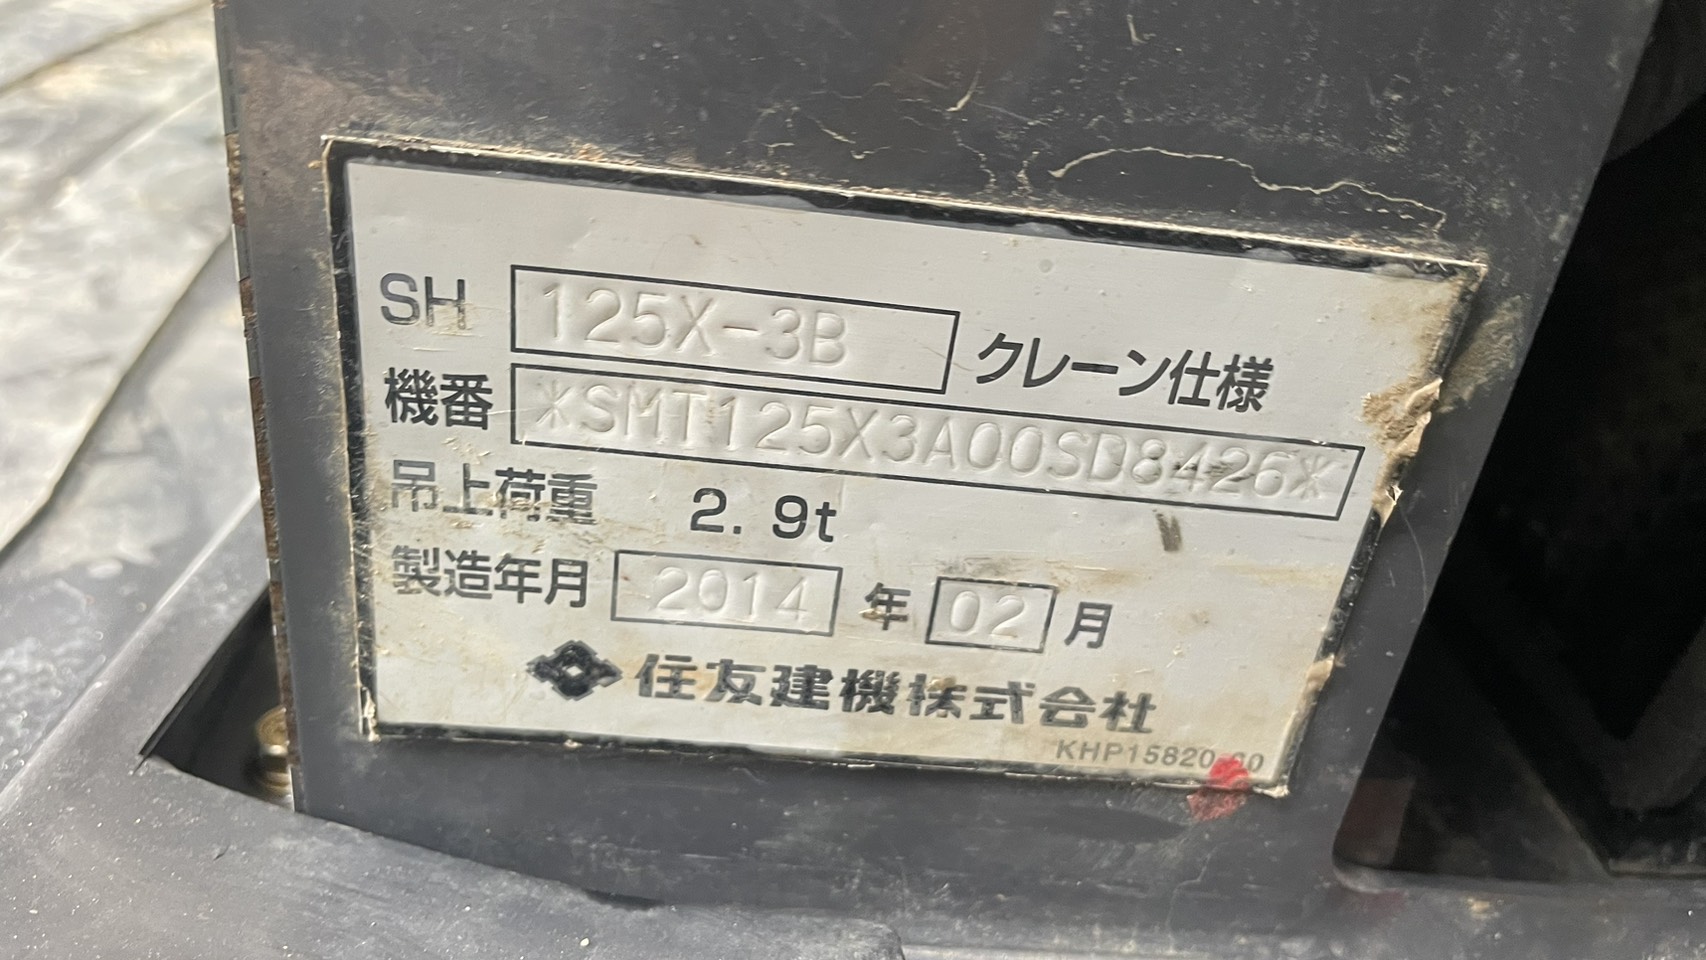 SH 125X-3B クレーン仕様
機番 *SMT125X3A00SD8426*
吊上荷重 2.9t
製造年月 2014 年 02 月
住友建機株式会社
KHP15820